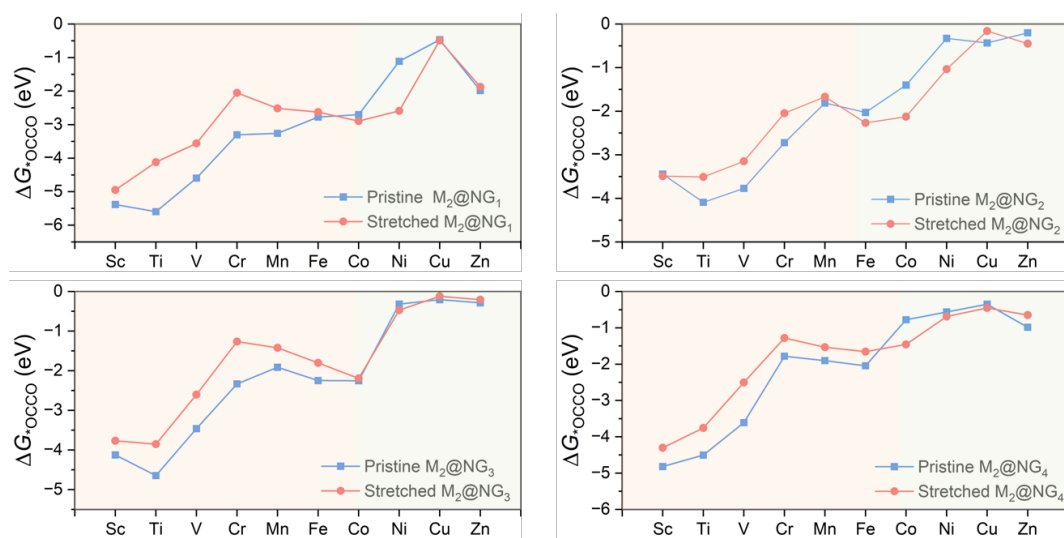 ΔG*OCCO (eV)
0
−1
−2
−3
−4
−5
−6
Pristine M2@NG1
Stretched M2@NG1
Sc Ti V Cr Mn Fe Co Ni Cu Zn
ΔG*OCCO (eV)
0
−1
−2
−3
−4
−5
Pristine M2@NG2
Stretched M2@NG2
Sc Ti V Cr Mn Fe Co Ni Cu Zn
ΔG*OCCO (eV)
0
−1
−2
−3
−4
−5
Pristine M2@NG3
Stretched M2@NG3
Sc Ti V Cr Mn Fe Co Ni Cu Zn
ΔG*OCCO (eV)
0
−1
−2
−3
−4
−5
−6
Pristine M2@NG4
Stretched M2@NG4
Sc Ti V Cr Mn Fe Co Ni Cu Zn